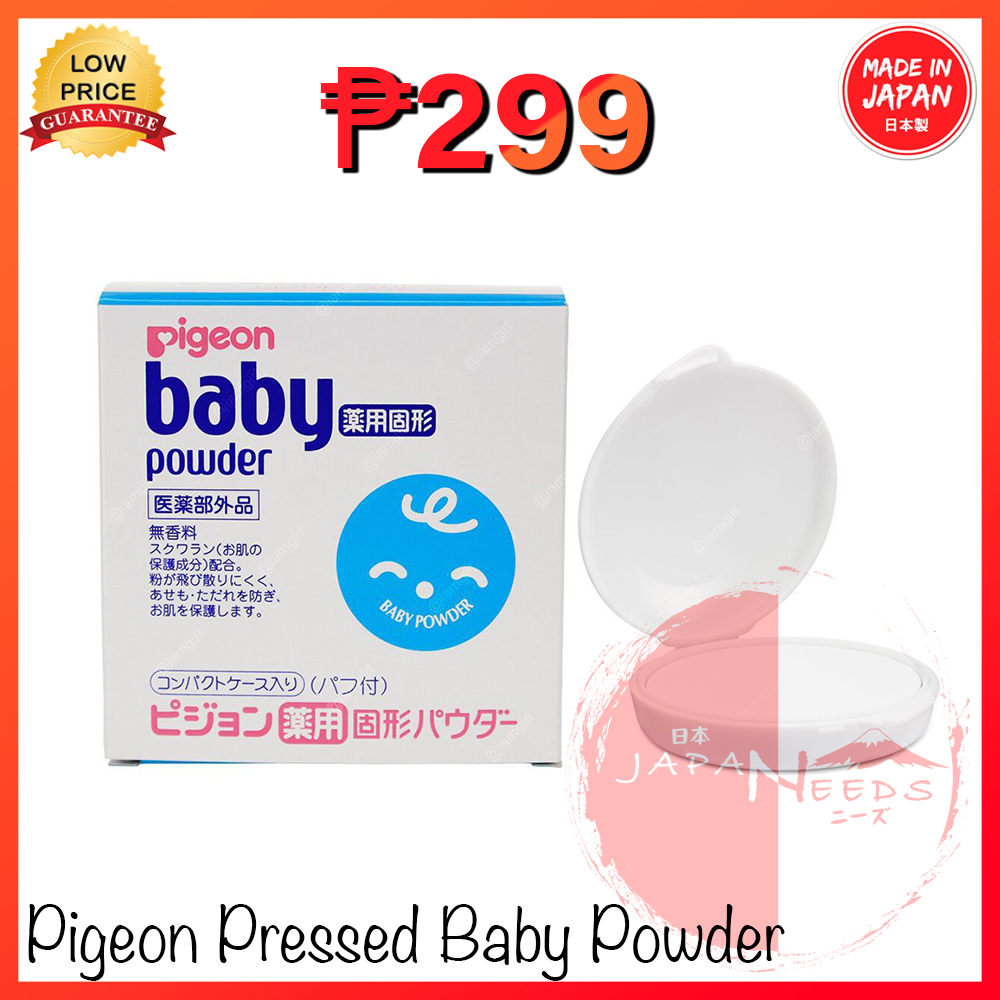 LOW
PRICE
GUARANTEE
₱299
MADE IN
JAPAN
日本製
pigeon
baby 薬用固形
powder
医薬部外品
無香料
スクワラン(お肌の
保護成分)配合。
粉が飛び散りにくく、
あせも・ただれを防ぎ、
お肌を保護します。
BABY POWDER
コンパクトケース入り (パフ付)
ピジョン 薬用 固形パウダー
@iamgirl
日本
JAPANEEDS
ニーズ
Pigeon Pressed Baby Powder